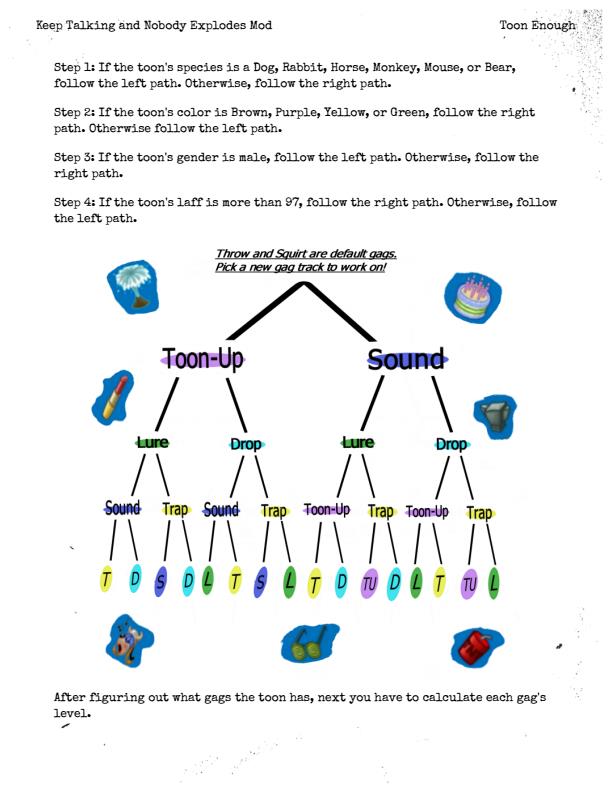 Keep Talking and Nobody Explodes Mod
Toon Enough
Step 1: If the toon's species is a Dog, Rabbit, Horse, Monkey, Mouse, or Bear,
follow the left path. Otherwise, follow the right path.
Step 2: If the toon's color is Brown, Purple, Yellow, or Green, follow the right
path. Otherwise follow the left path.
Step 3: If the toon's gender is male, follow the left path. Otherwise, follow the
right path.
Step 4: If the toon's laff is more than 97, follow the right path. Otherwise, follow
the left path.
Throw and Squirt are default gags.
Pick a new gag track to work on!
Toon-Up Sound
Lure Drop Lure Drop
Sound Trap Sound Trap Toon-Up Trap Toon-Up Trap
T D S D L T S L T D TU D L T TU L
After figuring out what gags the toon has, next you have to calculate each gag's
level.